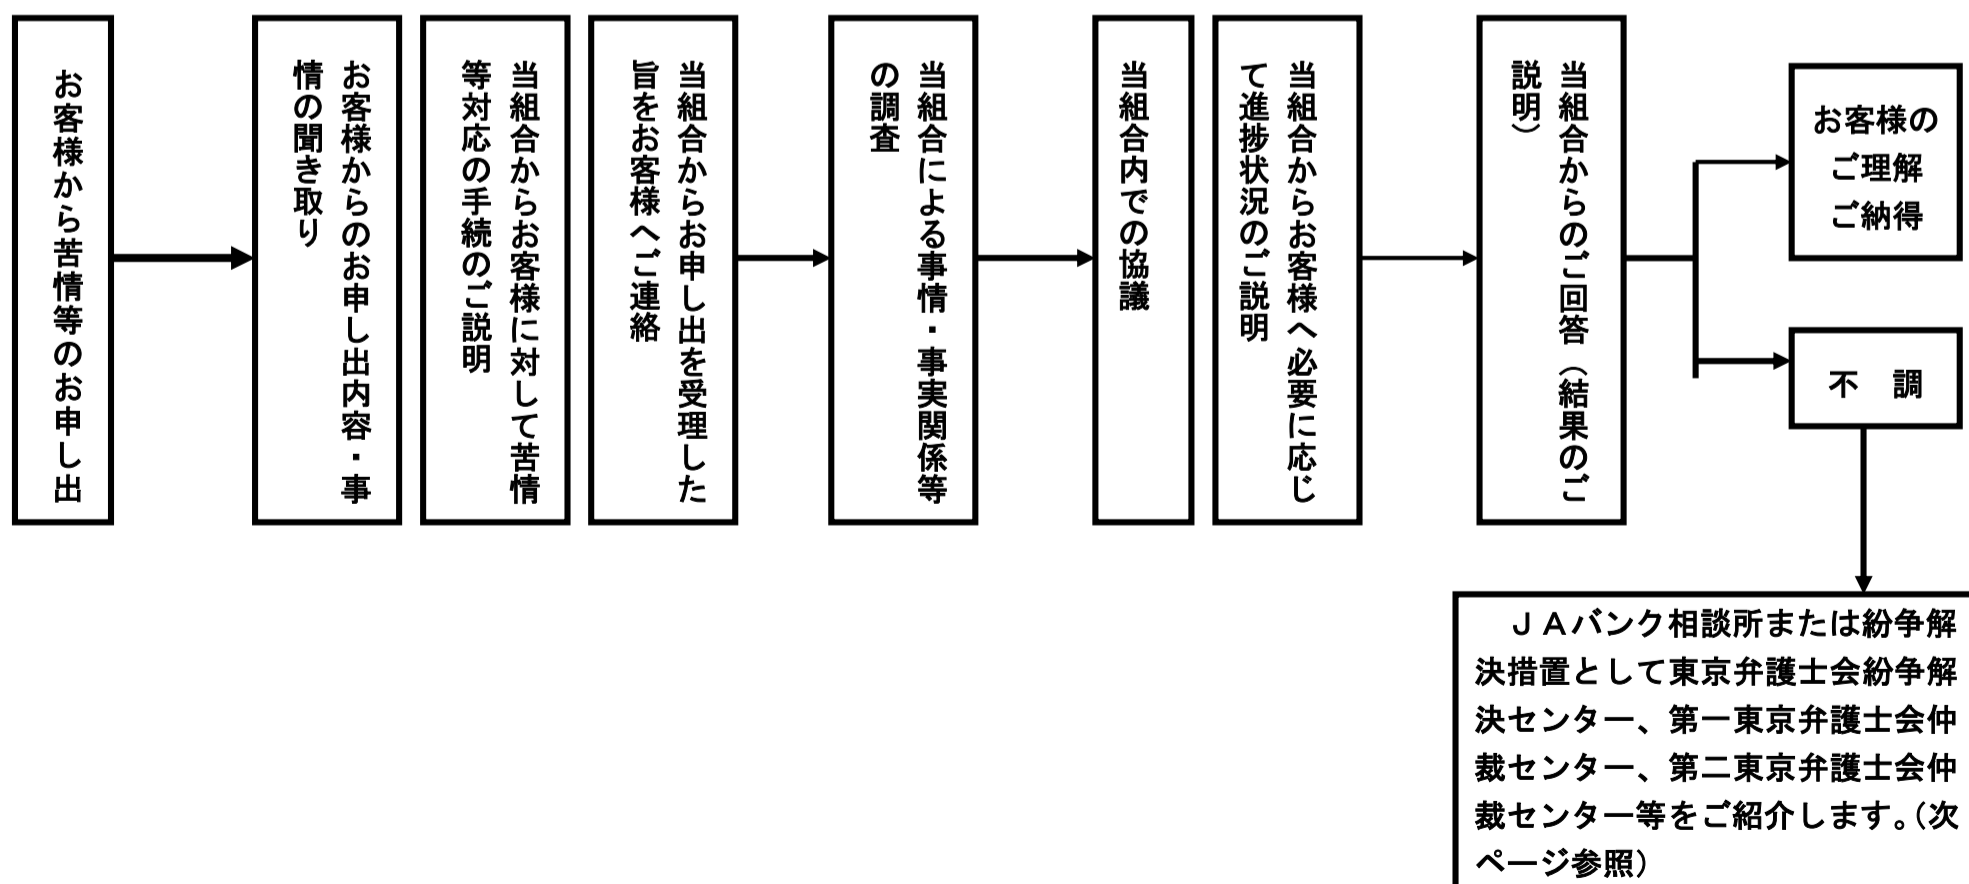 お客様から苦情等のお申し出
お客様からのお申し出内容・事
情の聞き取り
当組合からお客様に対して苦情
等対応の手続のご説明
当組合からお申し出を受理した
旨をお客様へご連絡
当組合による事情・事実関係等
の調査
当組合内での協議
当組合からお客様へ必要に応じ
て進捗状況のご説明
当組合からのご回答（結果のご
説明）
お客様の
ご理解
ご納得
不　調
ＪＡバンク相談所または紛争解
決措置として東京弁護士会紛争解
決センター、第一東京弁護士会仲
裁センター、第二東京弁護士会仲
裁センター等をご紹介します。（次
ページ参照）